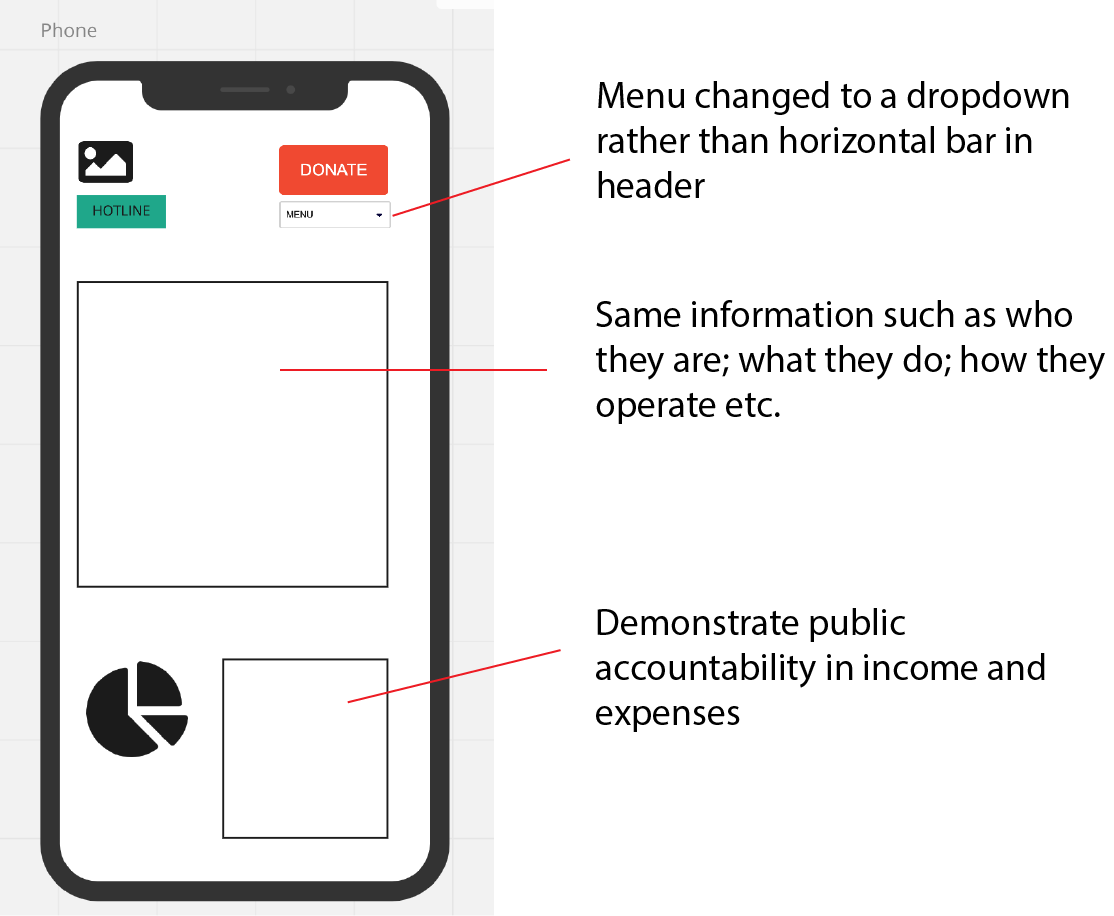 Phone
DONATE
HOTLINE
MENU
Menu changed to a dropdown
rather than horizontal bar in
header
Same information such as who
they are; what they do; how they
operate etc.
Demonstrate public
accountability in income and
expenses